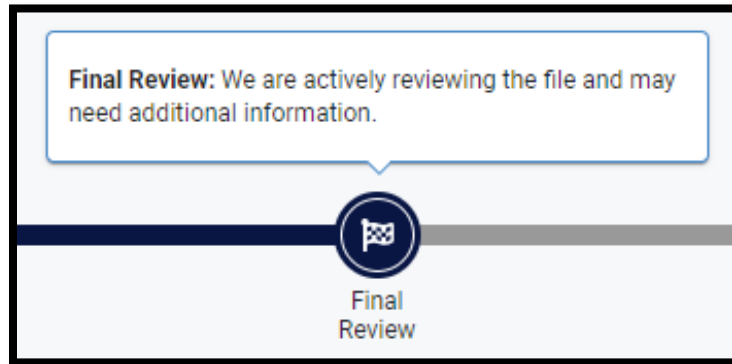 Final Review: We are actively reviewing the file and may
need additional information.
Final
Review